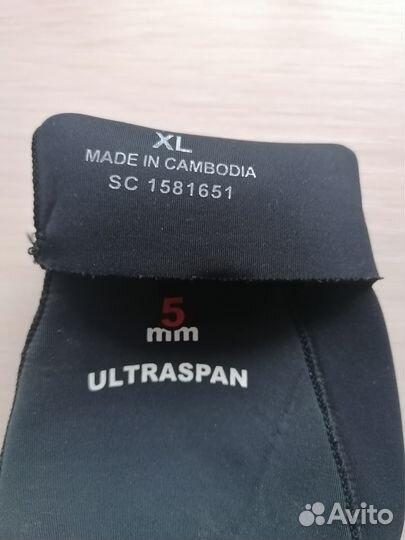 XL
MADE IN CAMBODIA
SC 1581651
5
mm
ULTRASPAN
Avito